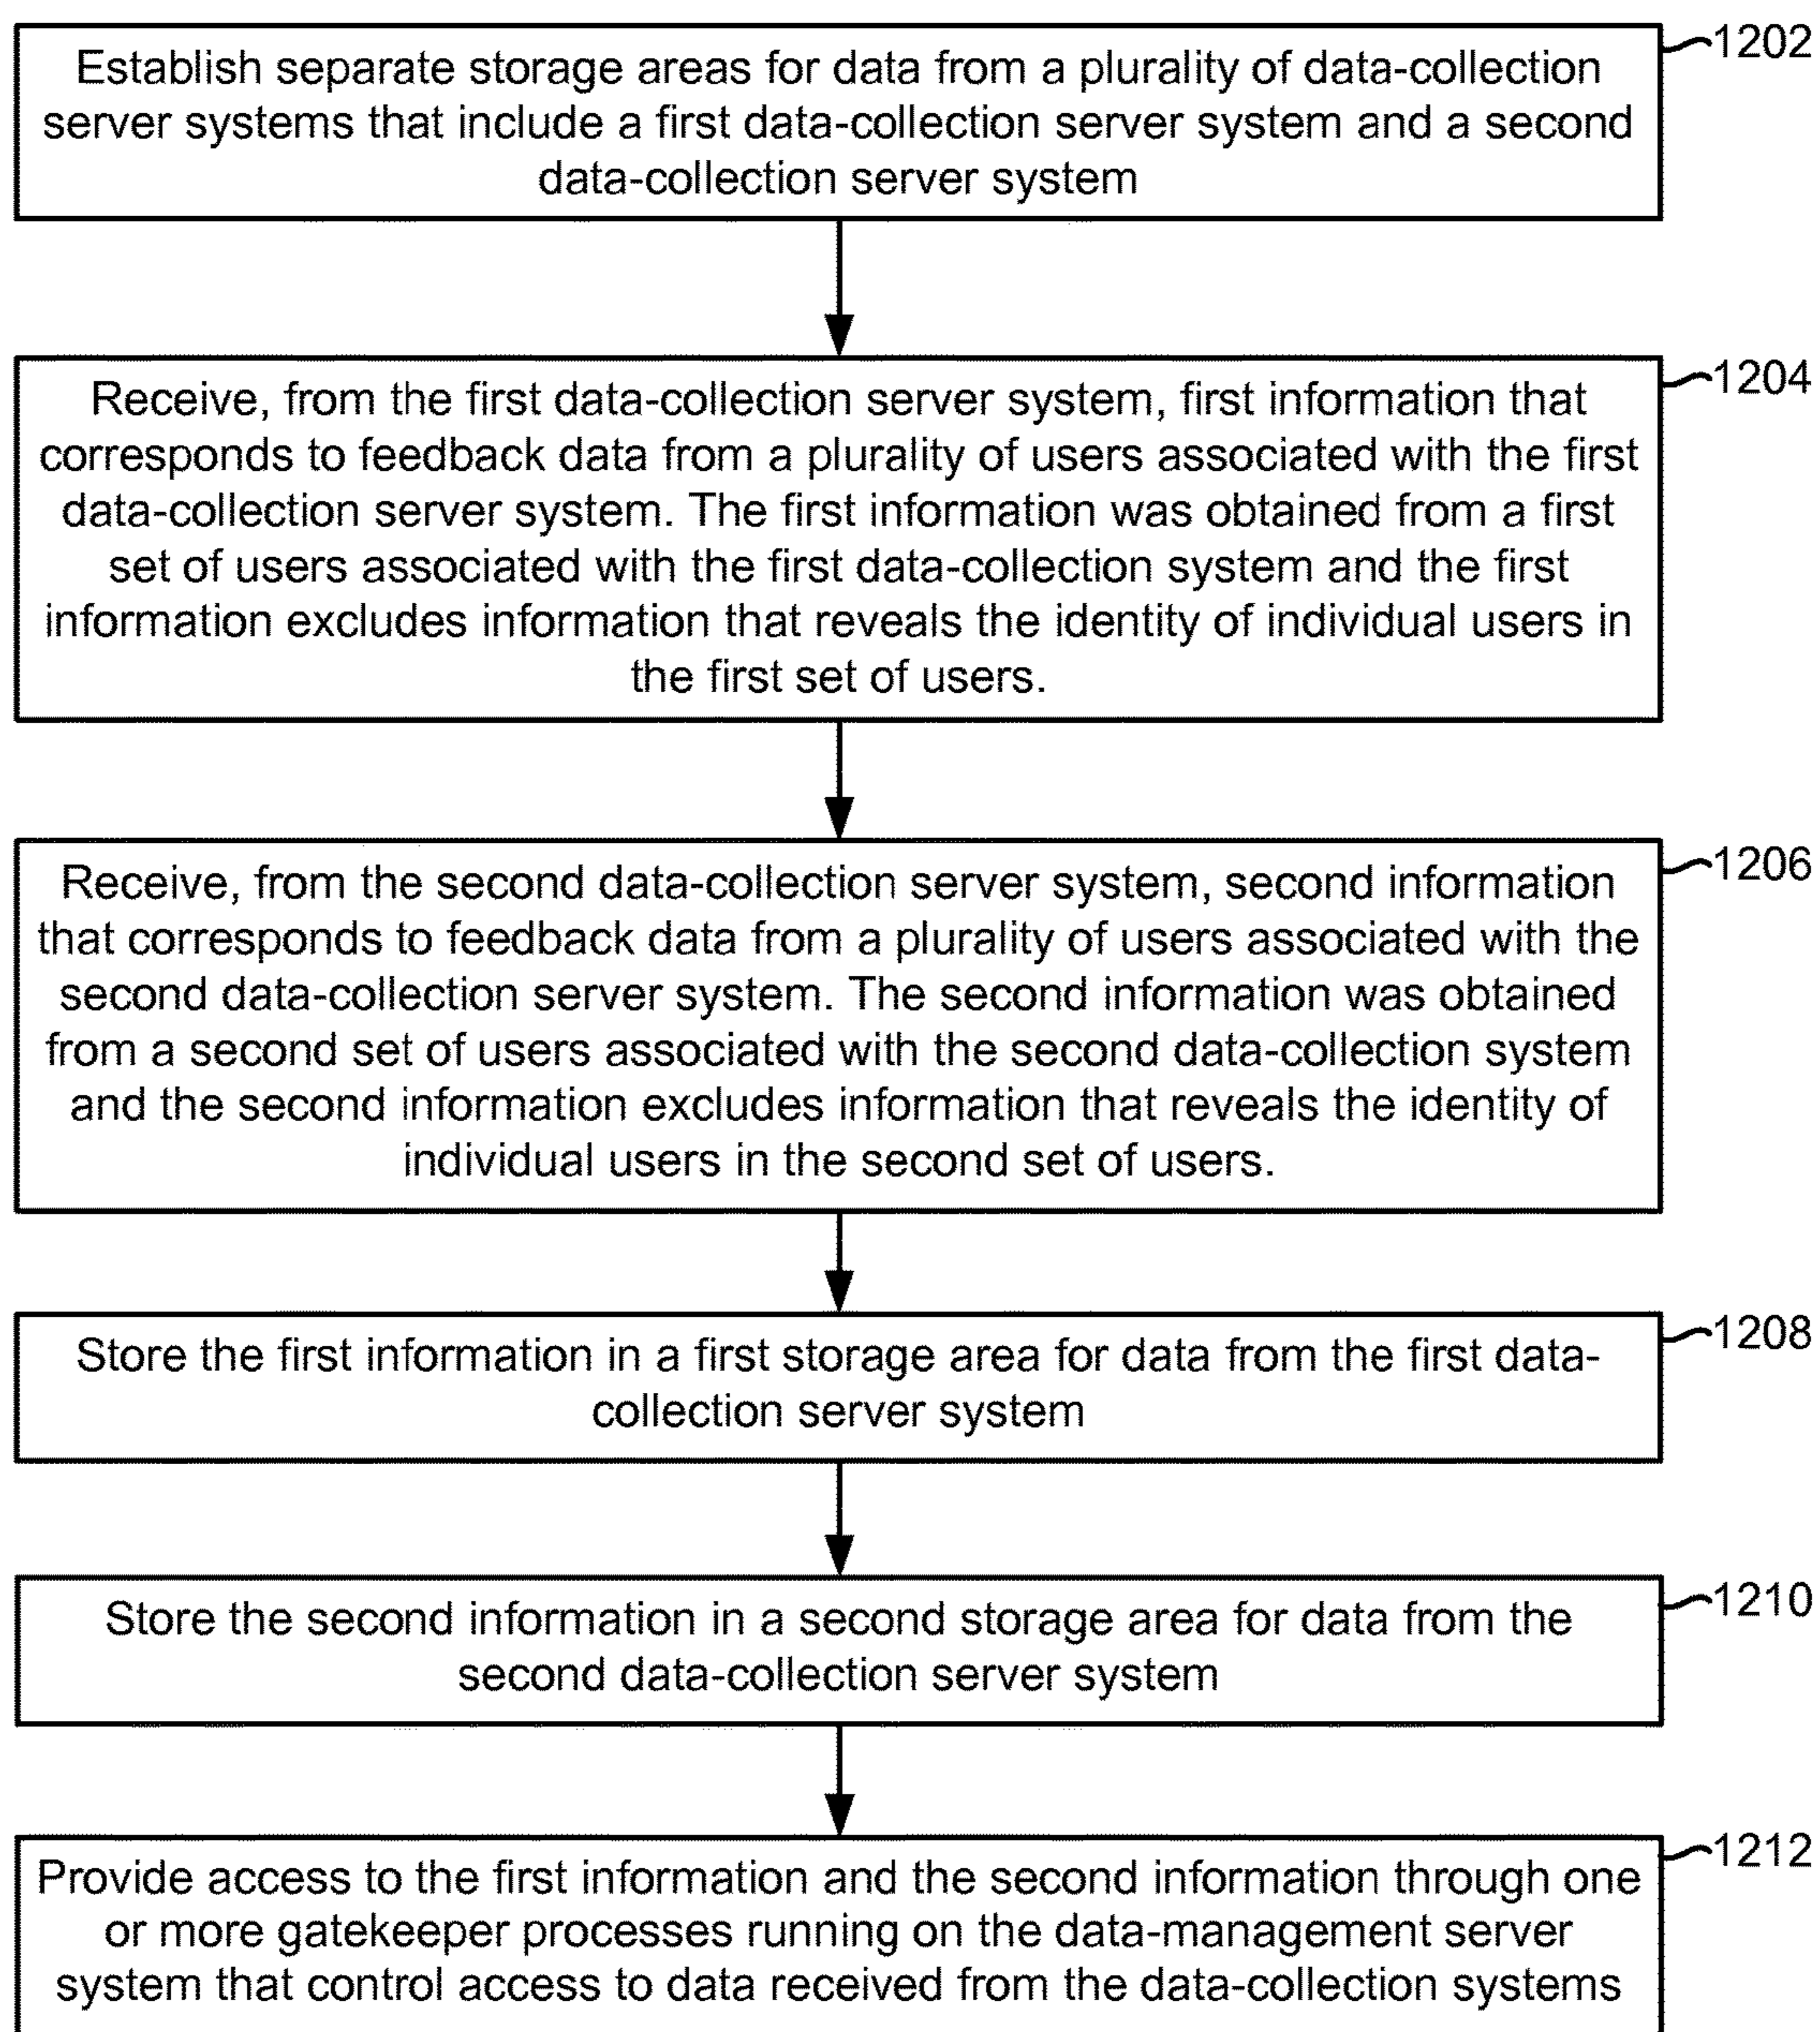 Establish separate storage areas for data from a plurality of data-collection
server systems that include a first data-collection server system and a second
data-collection server system
1202
Receive, from the first data-collection server system, first information that
corresponds to feedback data from a plurality of users associated with the first
data-collection server system. The first information was obtained from a first
set of users associated with the first data-collection system and the first
information excludes information that reveals the identity of individual users in
the first set of users.
1204
Receive, from the second data-collection server system, second information
that corresponds to feedback data from a plurality of users associated with the
second data-collection server system. The second information was obtained
from a second set of users associated with the second data-collection system
and the second information excludes information that reveals the identity of
individual users in the second set of users.
1206
Store the first information in a first storage area for data from the first data-
collection server system
1208
Store the second information in a second storage area for data from the
second data-collection server system
1210
Provide access to the first information and the second information through one
or more gatekeeper processes running on the data-management server
system that control access to data received from the data-collection systems
1212